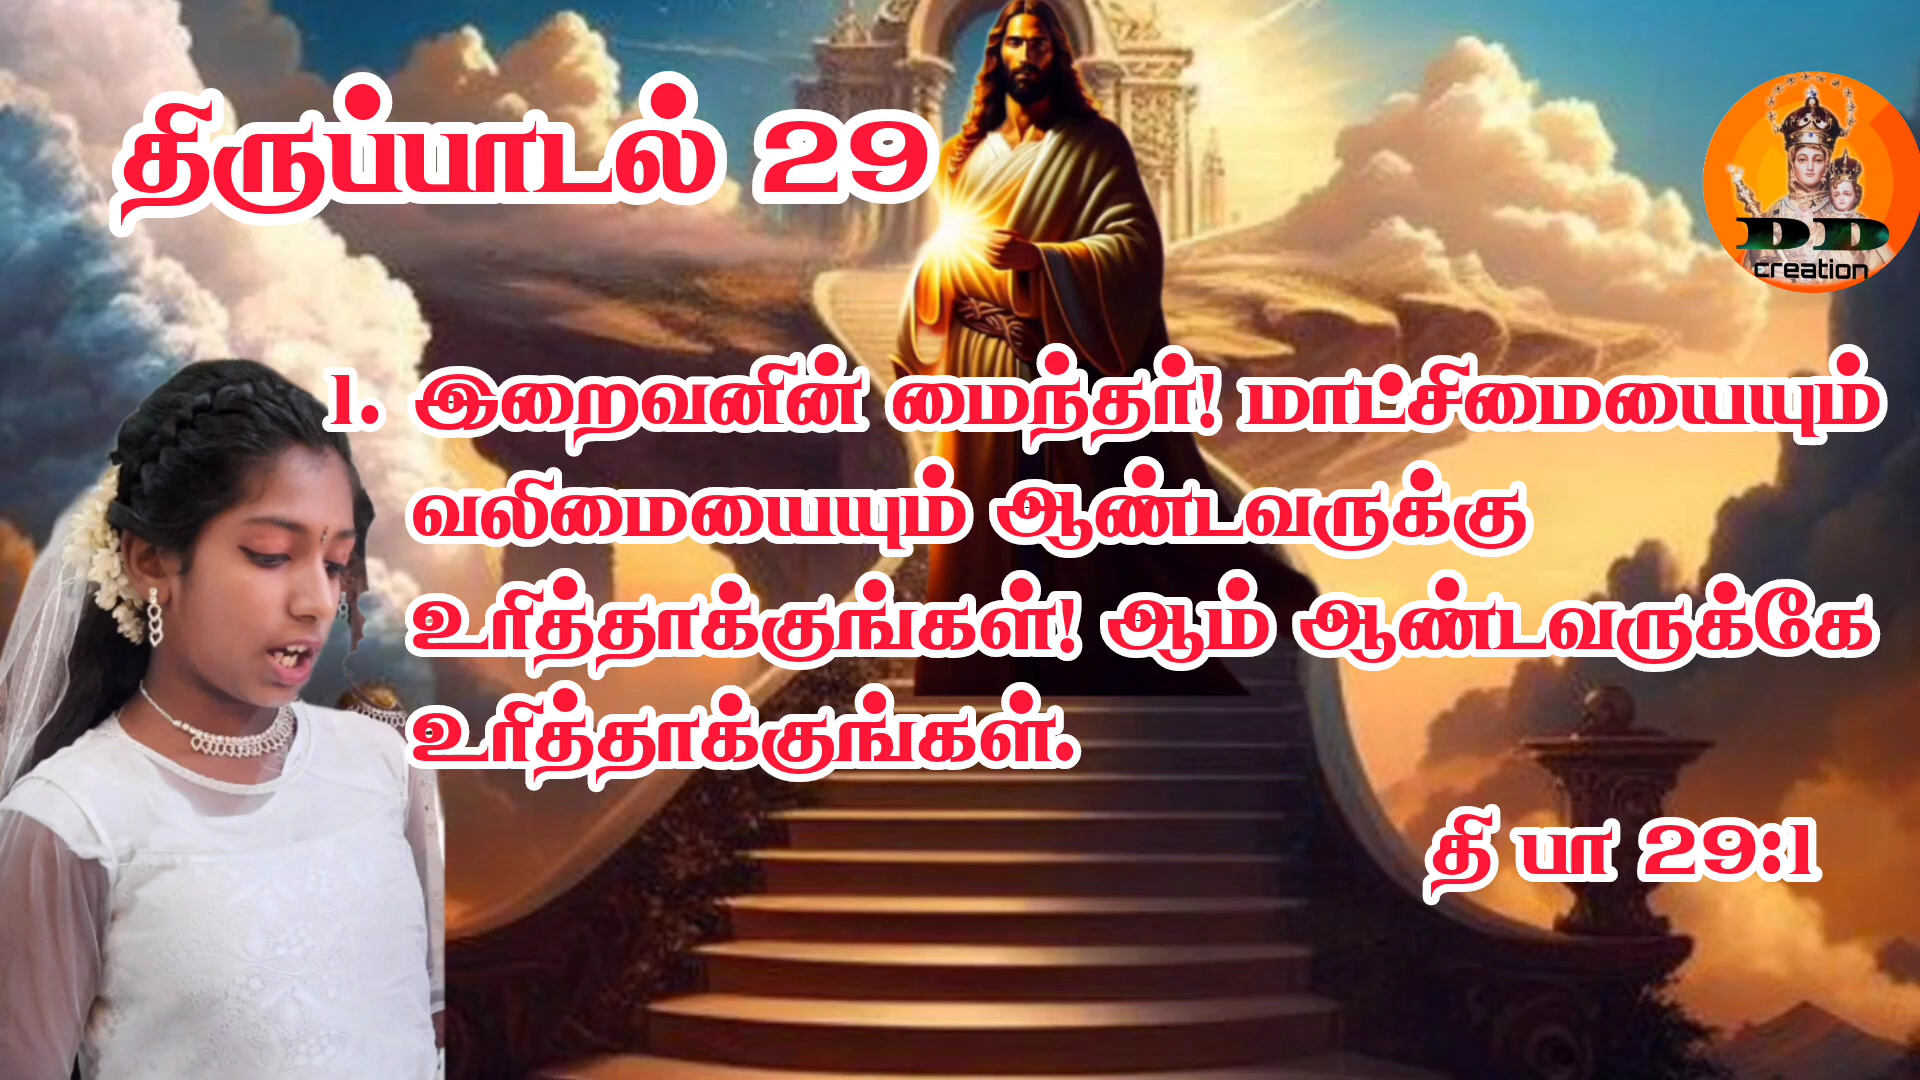 திருப்பாடல் 29
DD
creation
1. இறைவனின் மைந்தர்! மாட்சிமையையும்
வலிமையையும் ஆண்டவருக்கு
உரித்தாக்குங்கள்! ஆம் ஆண்டவருக்கே
உரித்தாக்குங்கள்.
தி பா 29:1